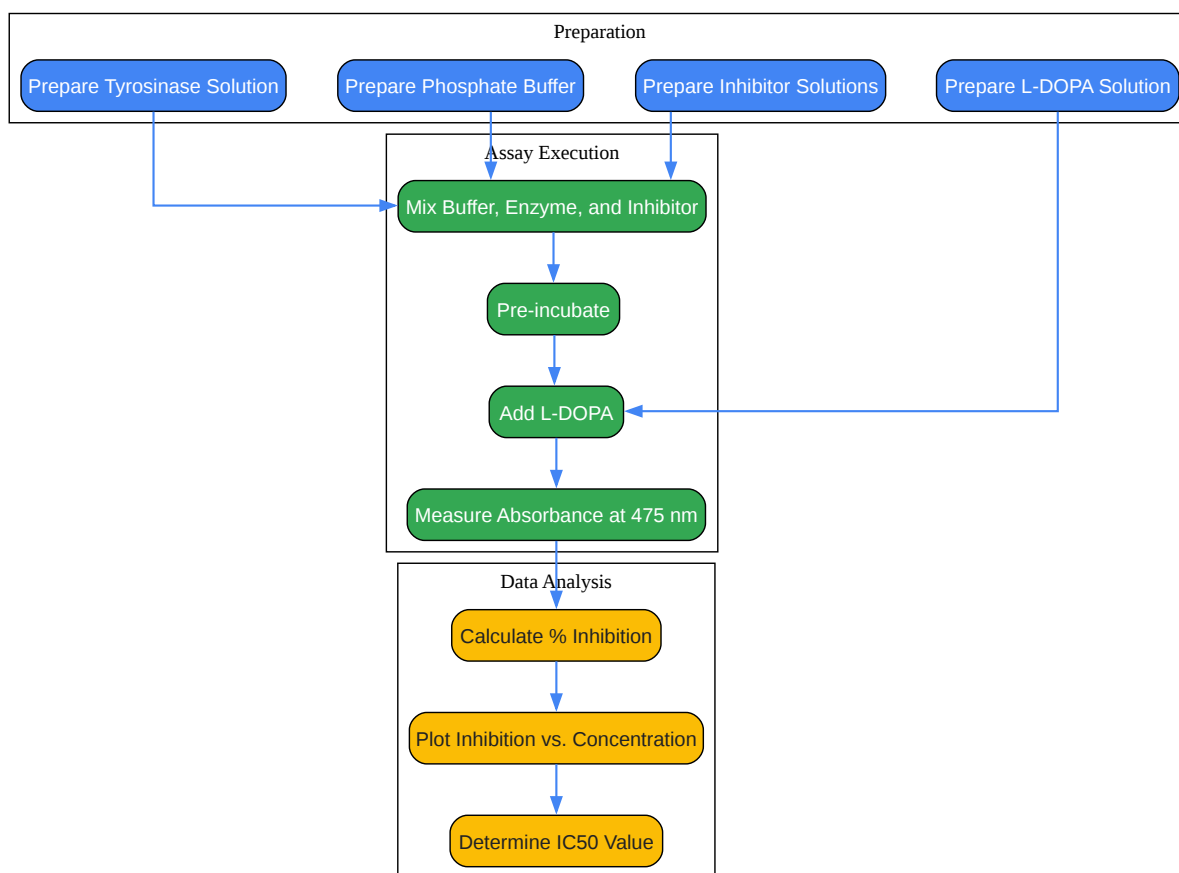 Preparation
Prepare Tyrosinase Solution
Prepare Phosphate Buffer
Prepare Inhibitor Solutions
Prepare L-DOPA Solution
Assay Execution
Mix Buffer, Enzyme, and Inhibitor
Pre-incubate
Add L-DOPA
Measure Absorbance at 475 nm
Data Analysis
Calculate % Inhibition
Plot Inhibition vs. Concentration
Determine IC50 Value